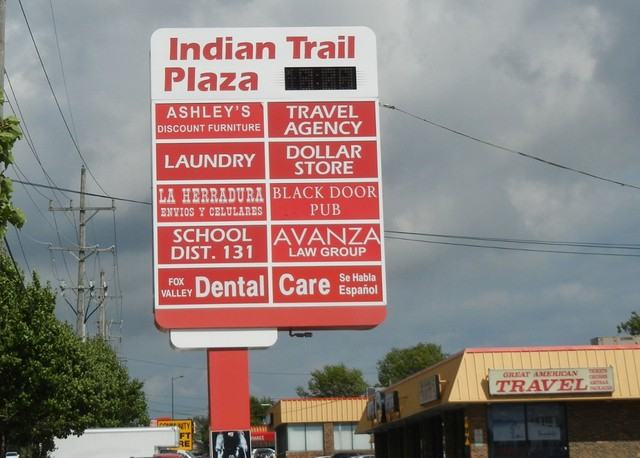 Indian Trail
Plaza
ASHLEY'S
DISCOUNT FURNITURE
TRAVEL
AGENCY
LAUNDRY
DOLLAR
STORE
LA HERRADURA
ENVIOS Y CELULARES
BLACK DOOR
PUB
SCHOOL
DIST. 131
AVANZA
LAW GROUP
FOX
VALLEY
Dental Care
Se Habla
Español
GREAT AMERICAN
TRAVEL
COMMUNITY